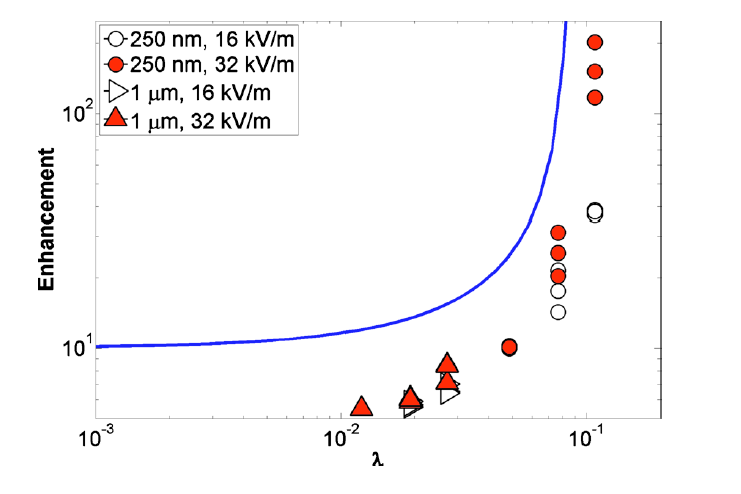 250 nm, 16 kV/m
250 nm, 32 kV/m
1 μm, 16 kV/m
1 μm, 32 kV/m
10²
10¹
Enhancement
10⁻³ 10⁻² 10⁻¹
λ